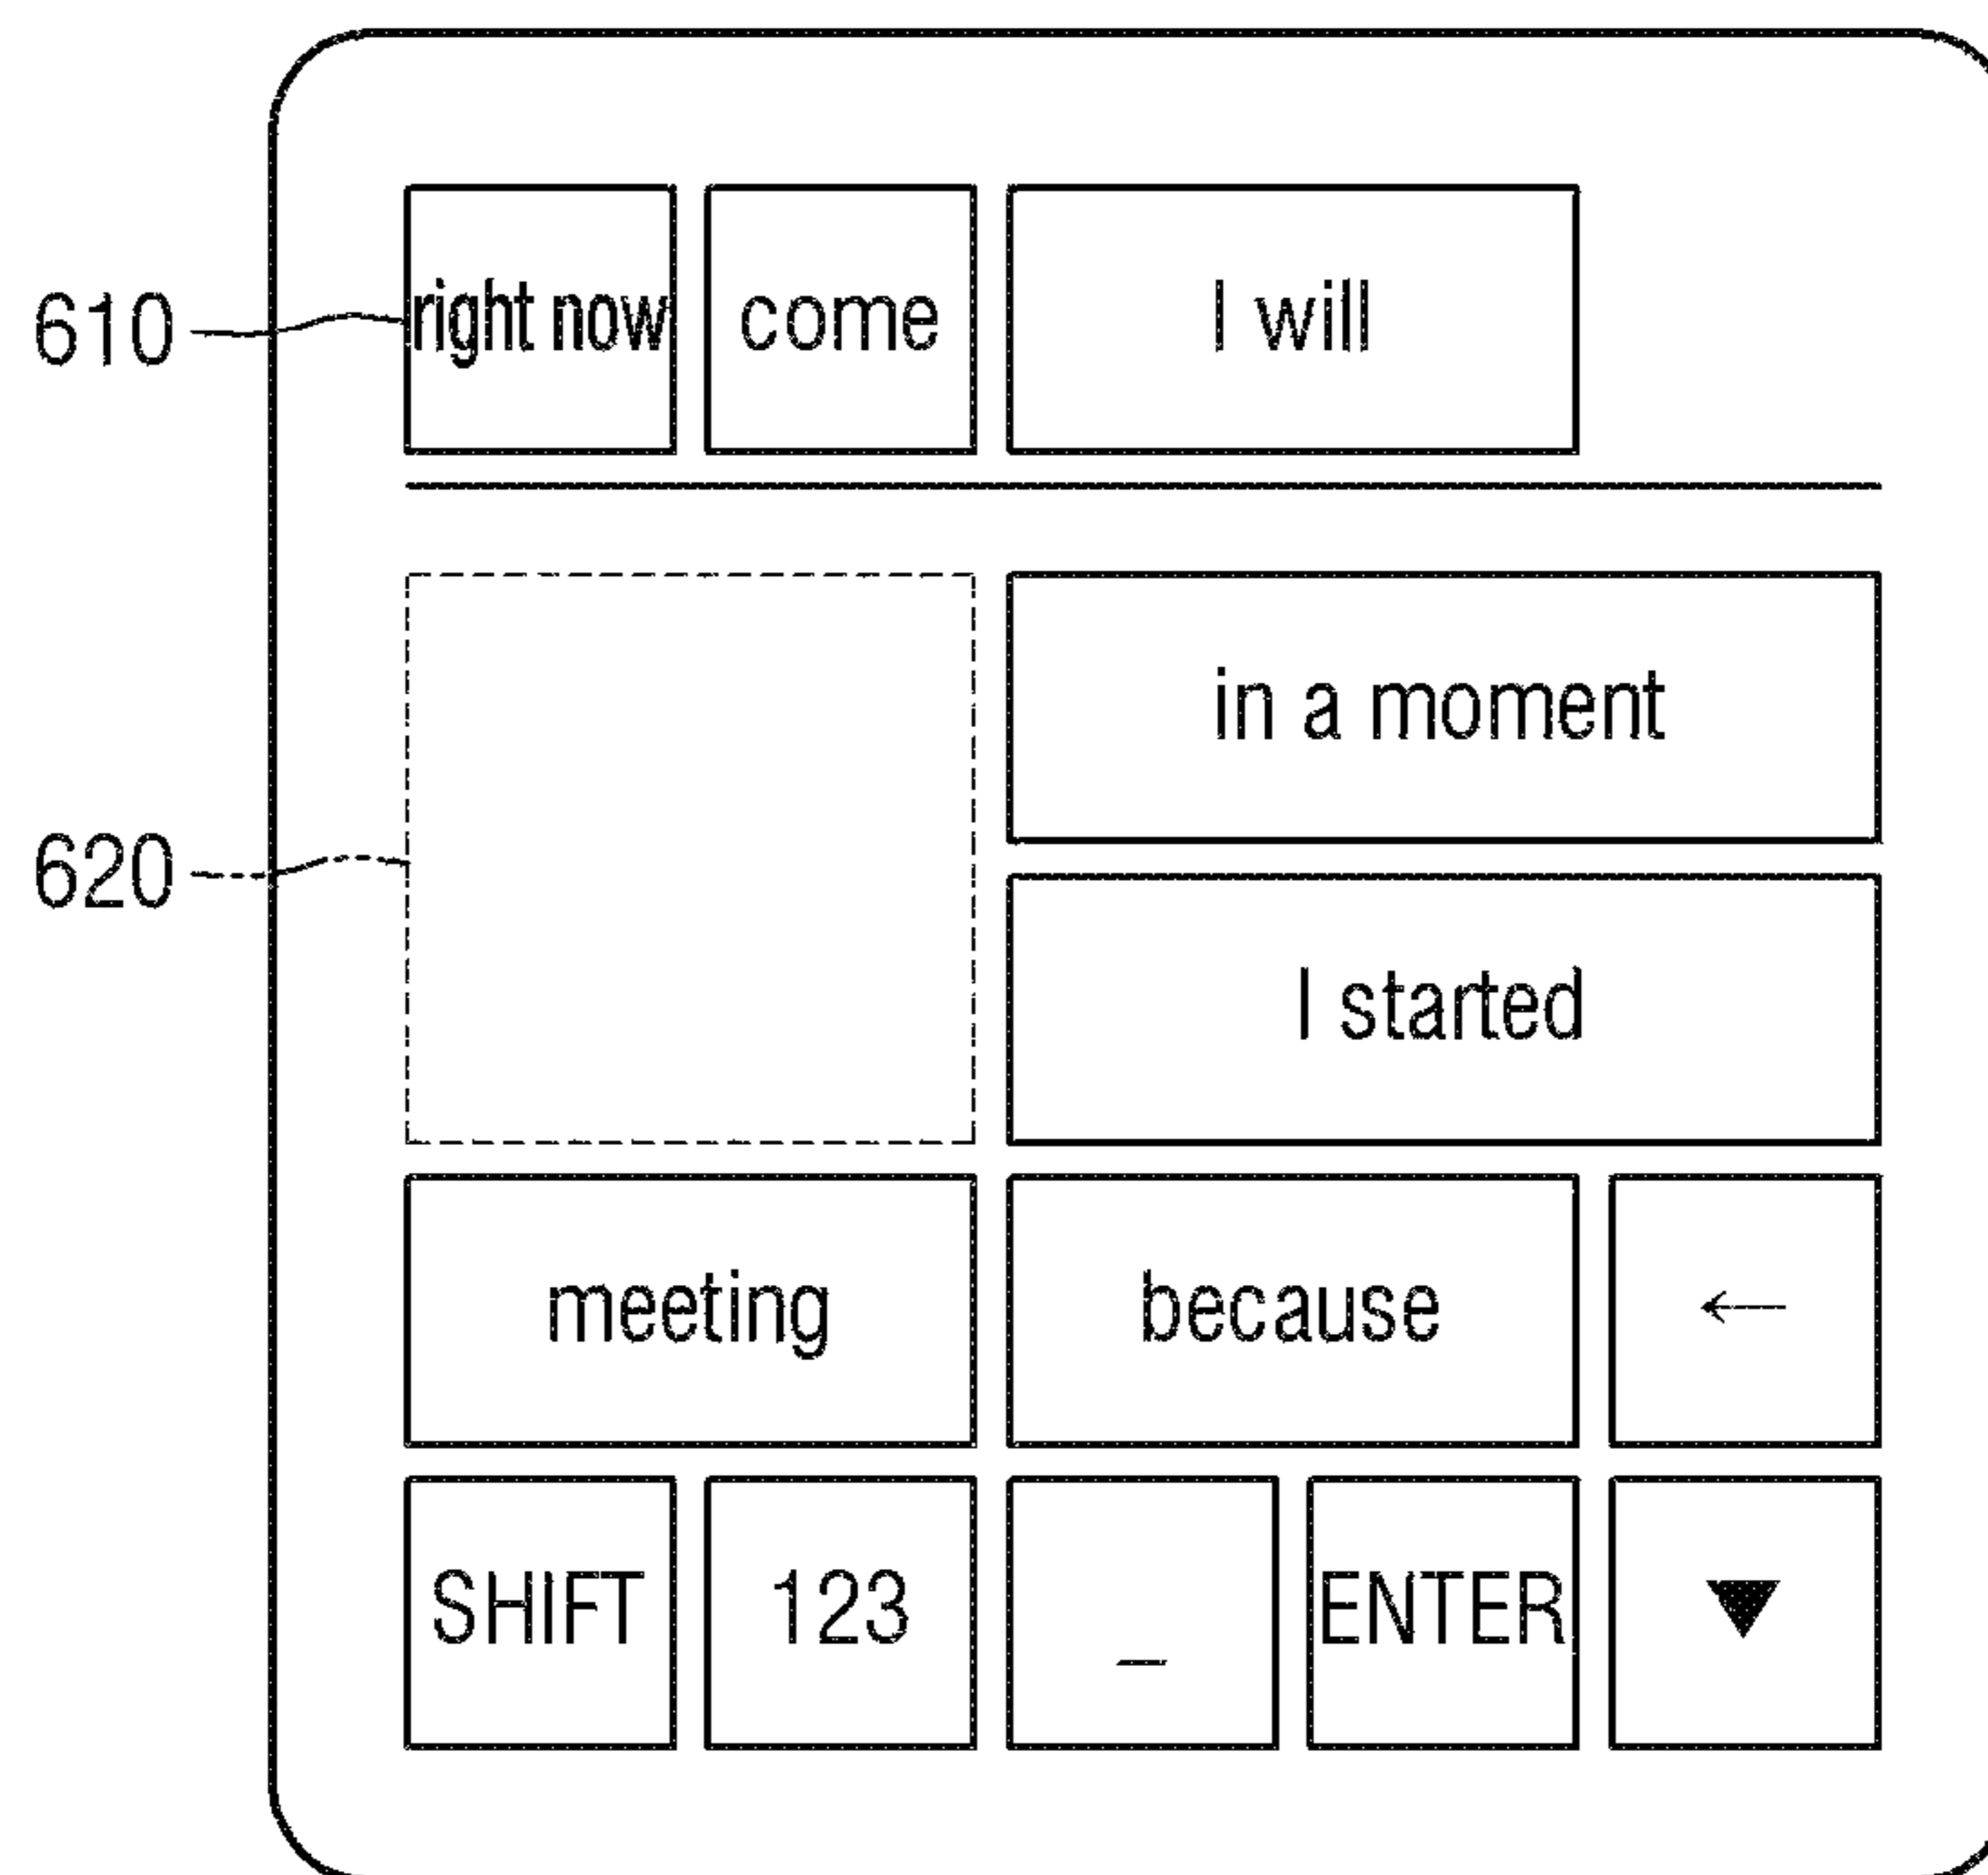 610 right now come I will
in a moment
620
I started
meeting because ←
SHIFT 123 _ ENTER ▼